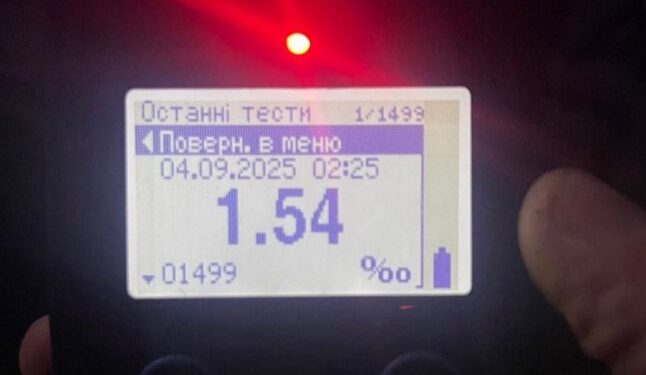 Останні тести 1/1499
Поверн. в меню
04.09.2025 02:25
1.54
01499 ‰